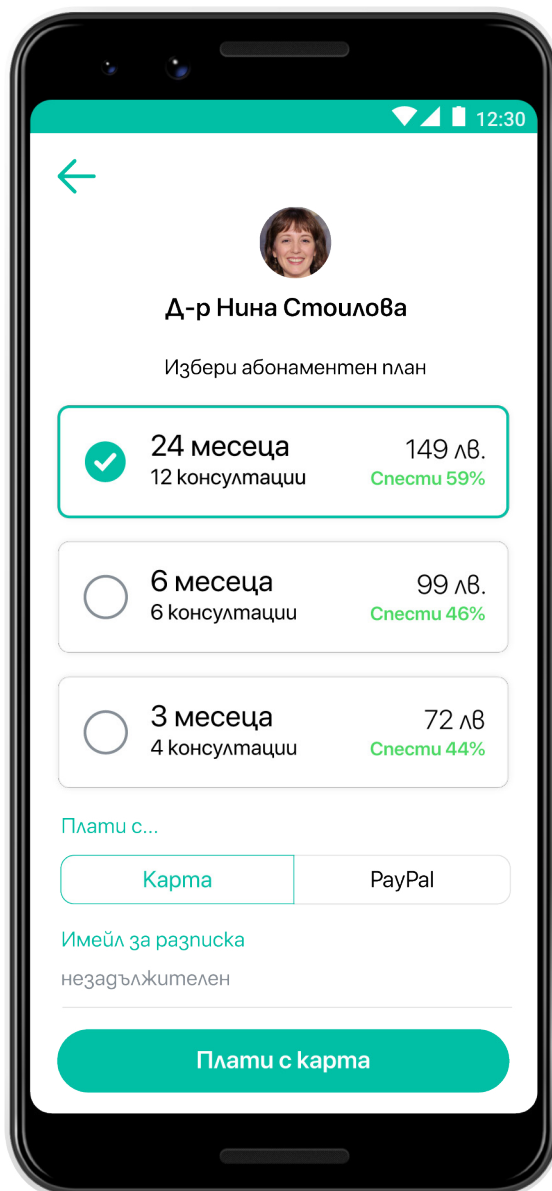 12:30
Д-р Нина Стоилова
Избери абонаментен план
24 месеца 149 лв.
12 консултации Спести 59%
6 месеца 99 лв.
6 консултации Спести 46%
3 месеца 72 лв
4 консултации Спести 44%
Плати с...
Карта PayPal
Имейл за разписка
незадължителен
Плати с карта